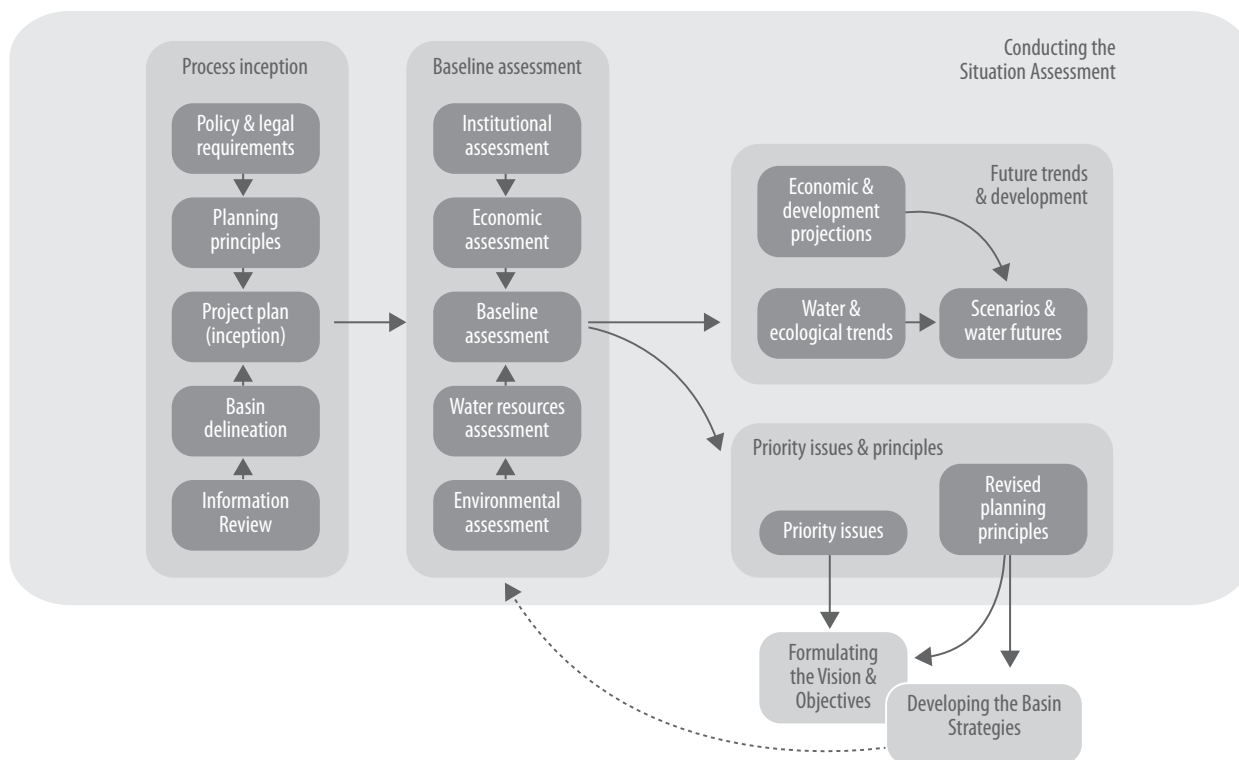 Conducting the
Situation Assessment
Process inception
Policy & legal
requirements
Planning
principles
Project plan
(inception)
Basin
delineation
Information
Review
Baseline assessment
Institutional
assessment
Economic
assessment
Baseline
assessment
Water resources
assessment
Environmental
assessment
Future trends
& development
Economic &
development
projections
Water &
ecological trends
Scenarios &
water futures
Priority issues & principles
Priority issues
Revised
planning
principles
Formulating
the Vision &
Objectives
Developing the Basin
Strategies